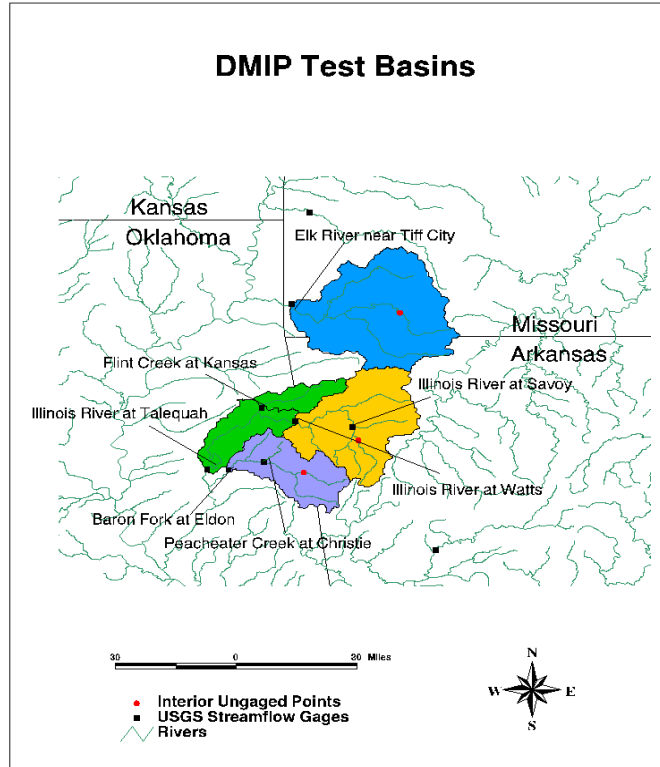 DMIP Test Basins
Kansas
Oklahoma
Elk River near Tiff City
Missouri
Arkansas
Flint Creek at Kansas
Illinois River at Savoy
Illinois River at Talequah
Illinois River at Watts
Baron Fork at Eldon
Peacheater Creek at Christie
30 0 20 Miles
N
W E
S
Interior Ungaged Points
USGS Streamflow Gages
Rivers